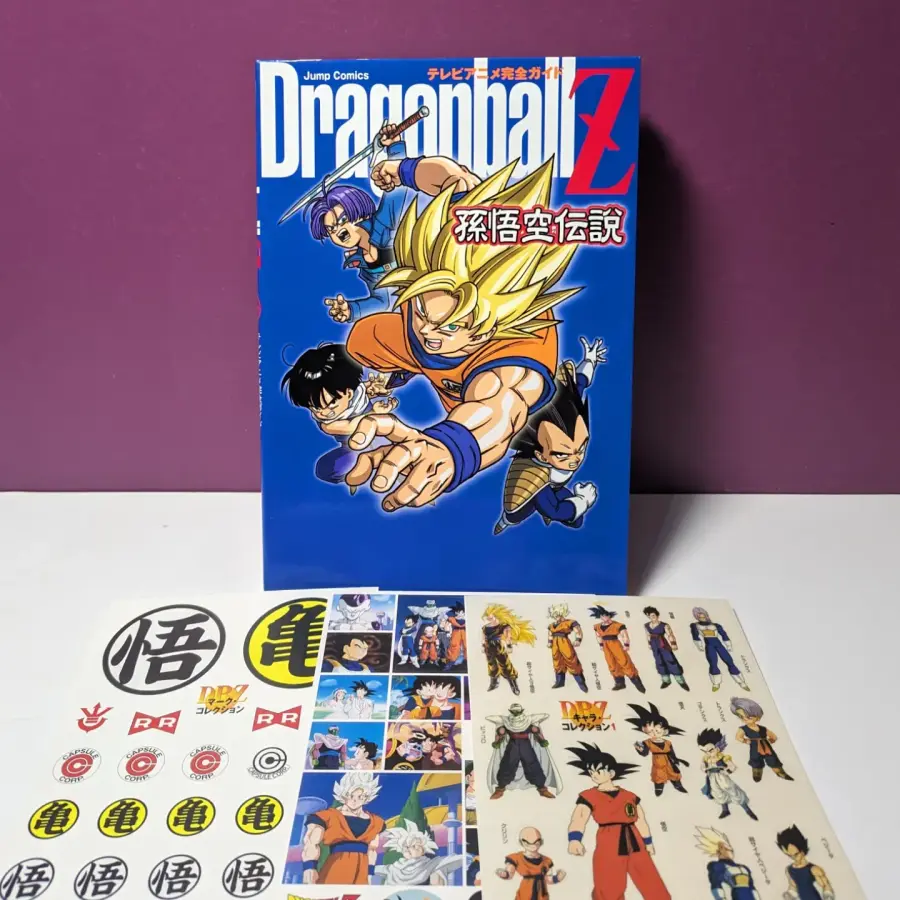 Jump Comics
テレビアニメ完全ガイド
Dragonball Z
孫悟空伝説
悟
亀
DBZ
マーク・
コレクション
RR
RR
CAPSULE
CORP.
CAPSULE
CORP.
CAPSULE
CORP.
CAPSULE CORP.
亀
亀
亀
亀
悟
悟
悟
悟
DBZ
キャラ・
コレクション1